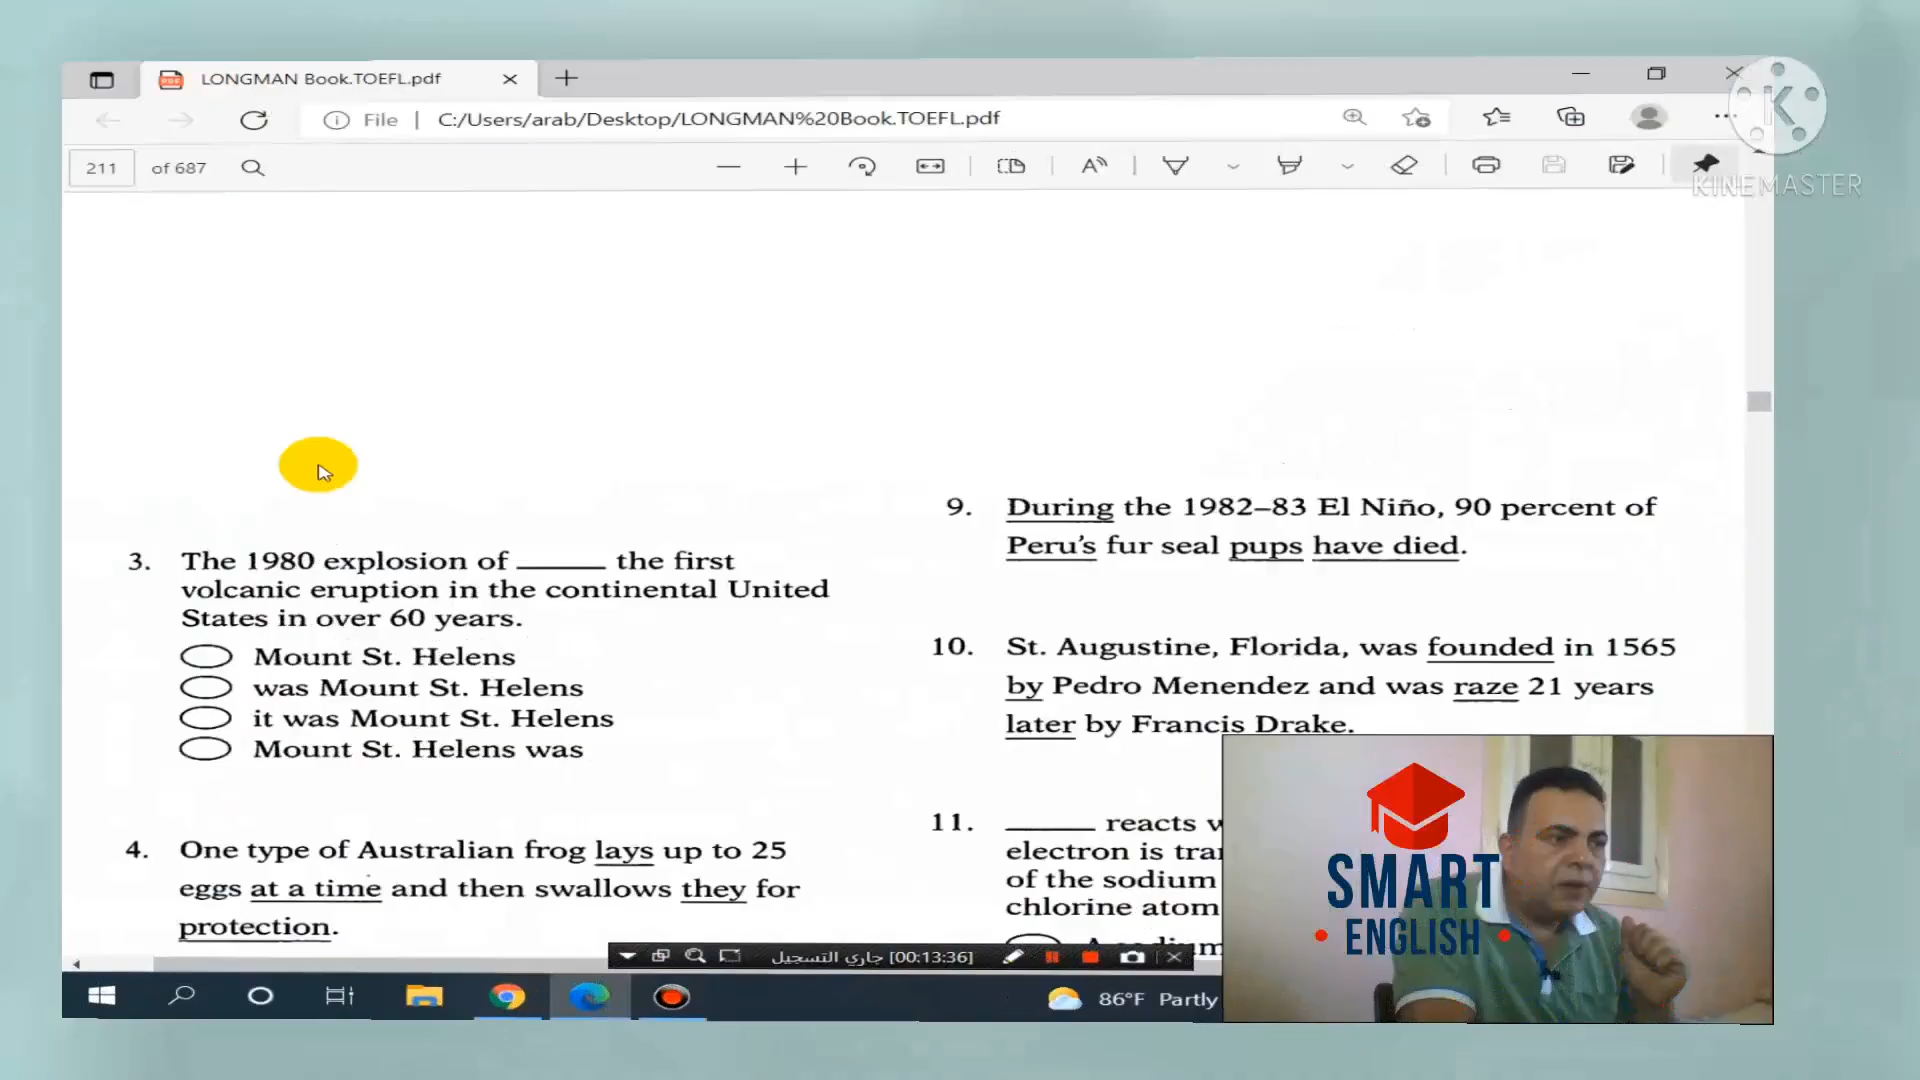 LONGMAN Book.TOEFL.pdf
File | C:/Users/arab/Desktop/LONGMAN%20Book.TOEFL.pdf
211 of 687
KINEMASTER
3. The 1980 explosion of ______ the first
volcanic eruption in the continental United
States in over 60 years.
Mount St. Helens
was Mount St. Helens
it was Mount St. Helens
Mount St. Helens was
4. One type of Australian frog lays up to 25
eggs at a time and then swallows they for
protection.
9. During the 1982–83 El Niño, 90 percent of
Peru's fur seal pups have died.
10. St. Augustine, Florida, was founded in 1565
by Pedro Menendez and was raze 21 years
later by Francis Drake.
11. ______ reacts
electron is
of the sodium
chlorine atom
SMART
ENGLISH
جاري التسجيل [00:13:36]
86°F Partly